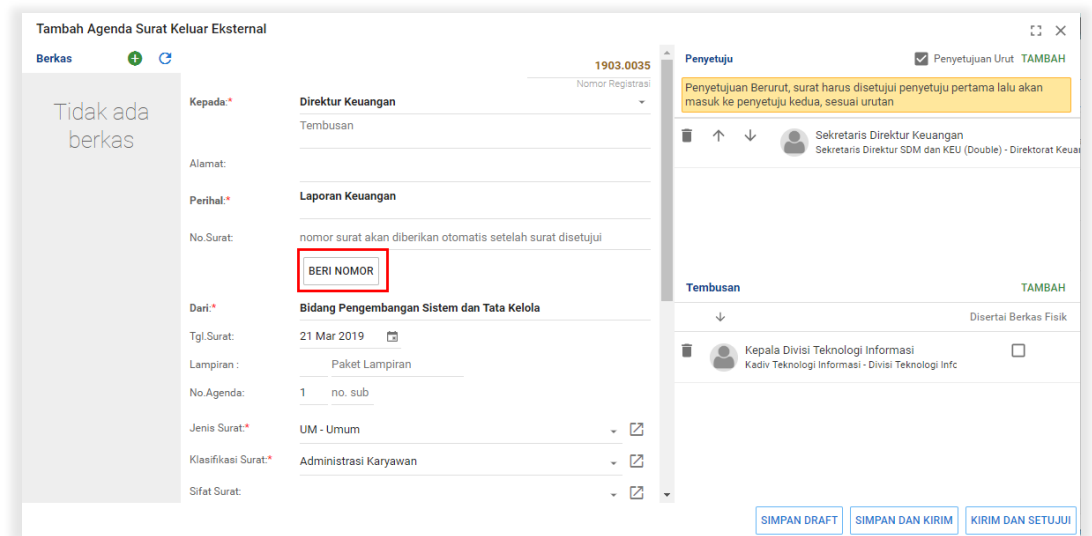 Tambah Agenda Surat Keluar Eksternal
Berkas
Tidak ada
berkas
1903.0035
Nomor Registrasi
Kepada:* Direktur Keuangan
Tembusan
Alamat:
Perihal:* Laporan Keuangan
No.Surat: nomor surat akan diberikan otomatis setelah surat disetujui
BERI NOMOR
Dari:* Bidang Pengembangan Sistem dan Tata Kelola
Tgl.Surat: 21 Mar 2019
Lampiran : Paket Lampiran
No.Agenda: 1 no. sub
Jenis Surat:* UM - Umum
Klasifikasi Surat:* Administrasi Karyawan
Sifat Surat:
Penyetuju Penyetujuan Urut TAMBAH
Penyetujuan Berurut, surat harus disetujui penyetuju pertama lalu akan
masuk ke penyetuju kedua, sesuai urutan
Sekretaris Direktur Keuangan
Sekretaris Direktur SDM dan KEU (Double) - Direktorat Keuan
Tembusan TAMBAH
Disertai Berkas Fisik
Kepala Divisi Teknologi Informasi
Kadiv Teknologi Informasi - Divisi Teknologi Infc
SIMPAN DRAFT SIMPAN DAN KIRIM KIRIM DAN SETUJUI